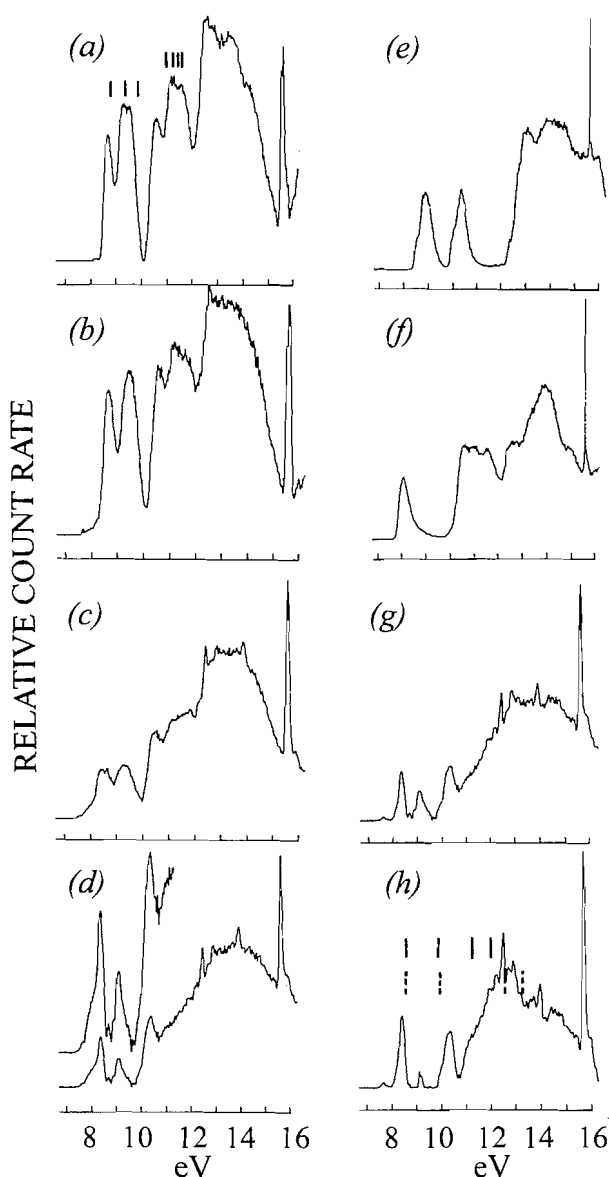 (a)
(e)
(b)
(f)
RELATIVE COUNT RATE
(c)
(g)
(d)
(h)
8 10 12 14 16
8 10 12 14 16
eV
eV